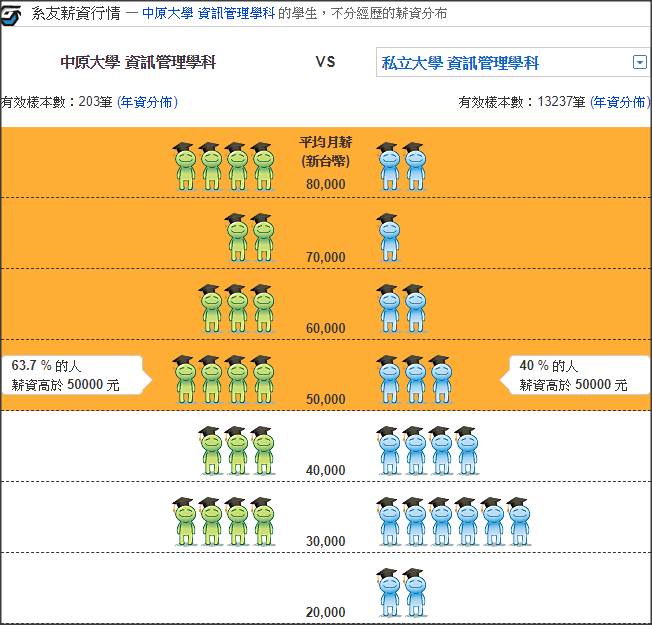 系友薪資行情 — 中原大學 資訊管理學科 的學生，不分經歷的薪資分布
中原大學 資訊管理學科 VS 私立大學 資訊管理學科
有效樣本數：203筆 (年資分佈) 有效樣本數：13237筆 (年資分佈)
平均月薪
(新台幣)
80,000
70,000
60,000
63.7 % 的人 40 % 的人
薪資高於 50000 元 薪資高於 50000 元
50,000
40,000
30,000
20,000